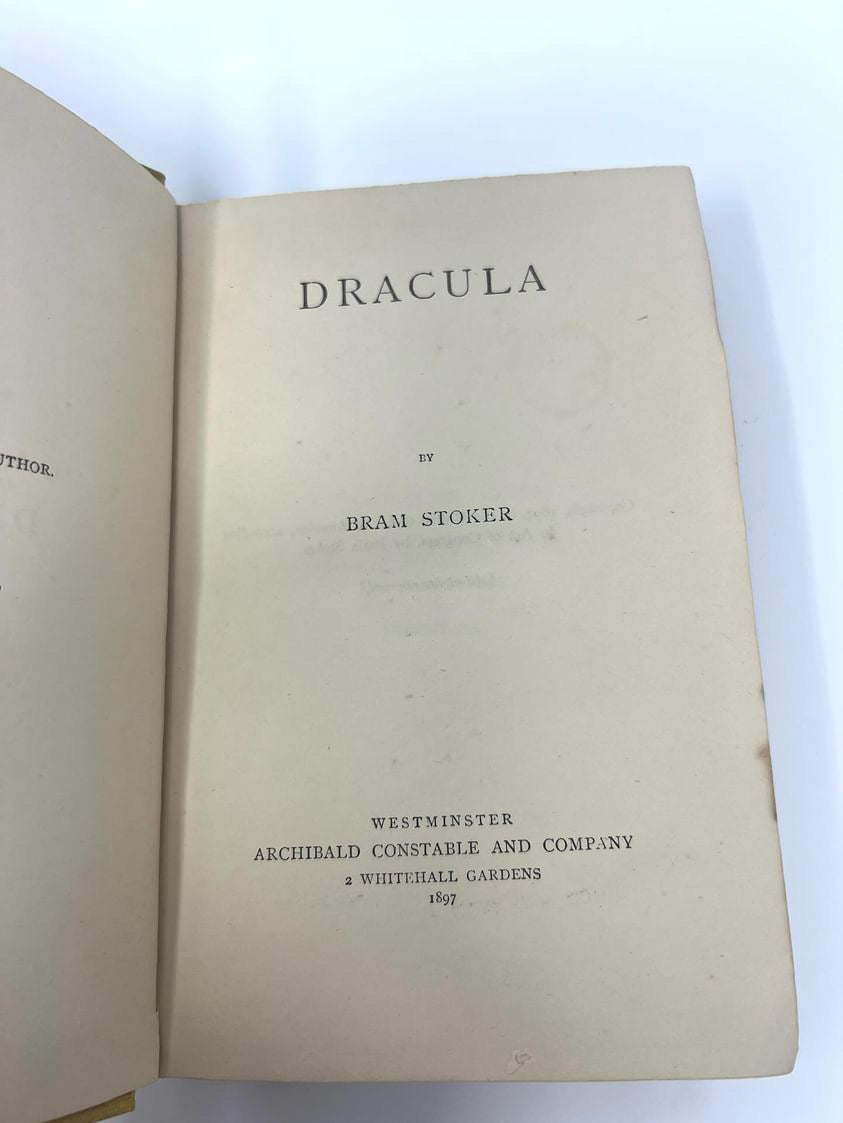 UTHOR.
DRACULA
BY
BRAM STOKER
WESTMINSTER
ARCHIBALD CONSTABLE AND COMPANY
2 WHITEHALL GARDENS
1897